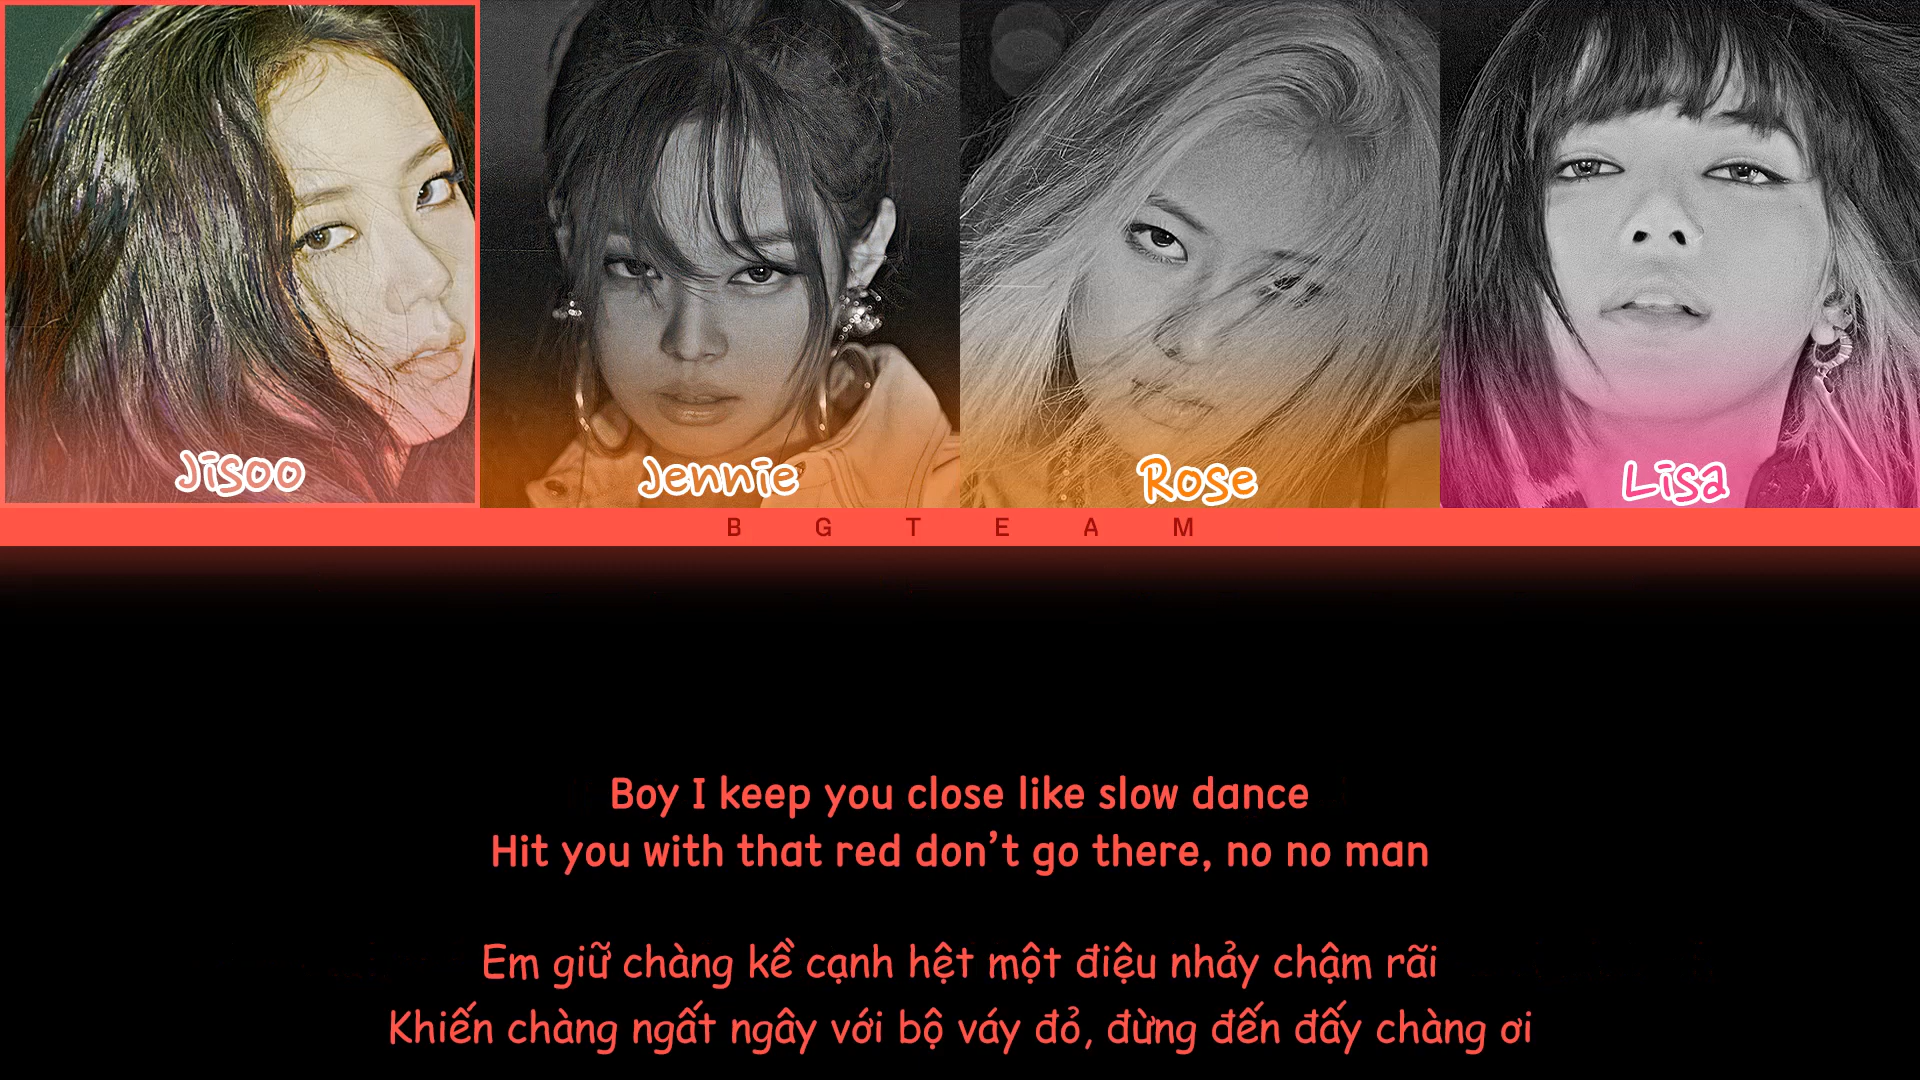 Jisoo
Jennie
Rose
Lisa
BGTEAM
Boy I keep you close like slow dance
Hit you with that red don’t go there, no no man
Em giữ chàng kề cạnh hệt một điệu nhảy chậm rãi
Khiến chàng ngất ngây với bộ váy đỏ, đừng đến đấy chàng ơi